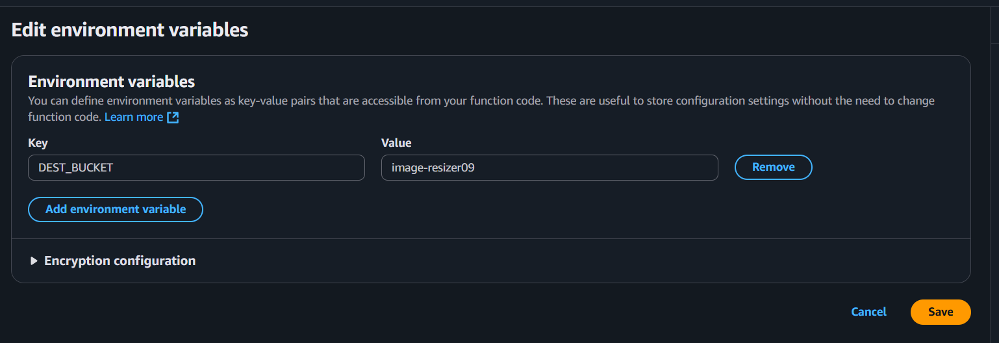 Edit environment variables
Environment variables
You can define environment variables as key-value pairs that are accessible from your function code. These are useful to store configuration settings without the need to change
function code. Learn more
Key Value
DEST_BUCKET image-resizer09 Remove
Add environment variable
Encryption configuration
Cancel Save